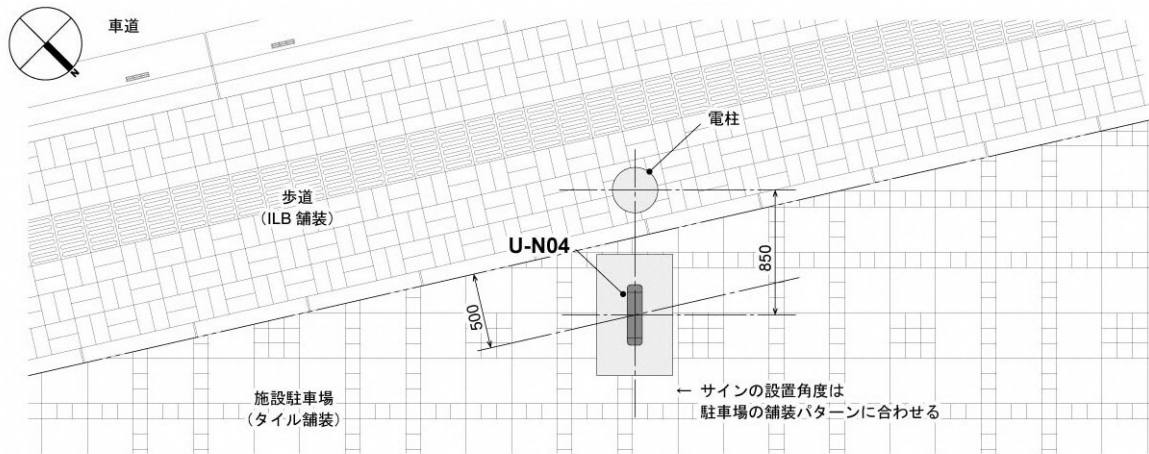 車道
N
電柱
歩道
（ILB 舗装）
U-N04
850
500
施設駐車場
（タイル舗装）
← サインの設置角度は
駐車場の舗装パターンに合わせる